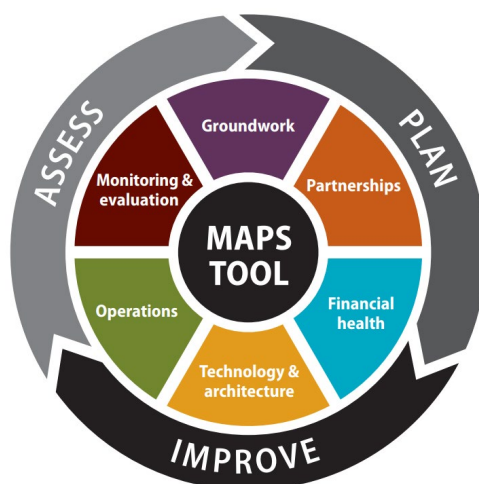 ASSESS
PLAN
IMPROVE
Groundwork
Partnerships
Financial
health
Technology &
architecture
Operations
Monitoring &
evaluation
MAPS
TOOL